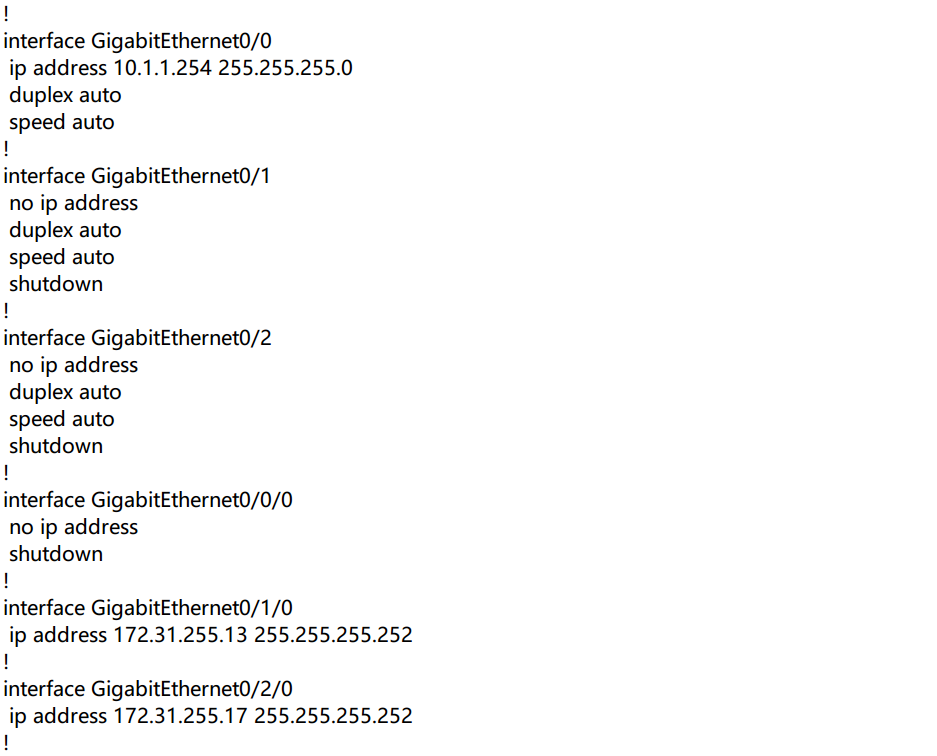 !
interface GigabitEthernet0/0
 ip address 10.1.1.254 255.255.255.0
 duplex auto
 speed auto
!
interface GigabitEthernet0/1
 no ip address
 duplex auto
 speed auto
 shutdown
!
interface GigabitEthernet0/2
 no ip address
 duplex auto
 speed auto
 shutdown
!
interface GigabitEthernet0/0/0
 no ip address
 shutdown
!
interface GigabitEthernet0/1/0
 ip address 172.31.255.13 255.255.255.252
!
interface GigabitEthernet0/2/0
 ip address 172.31.255.17 255.255.255.252
!